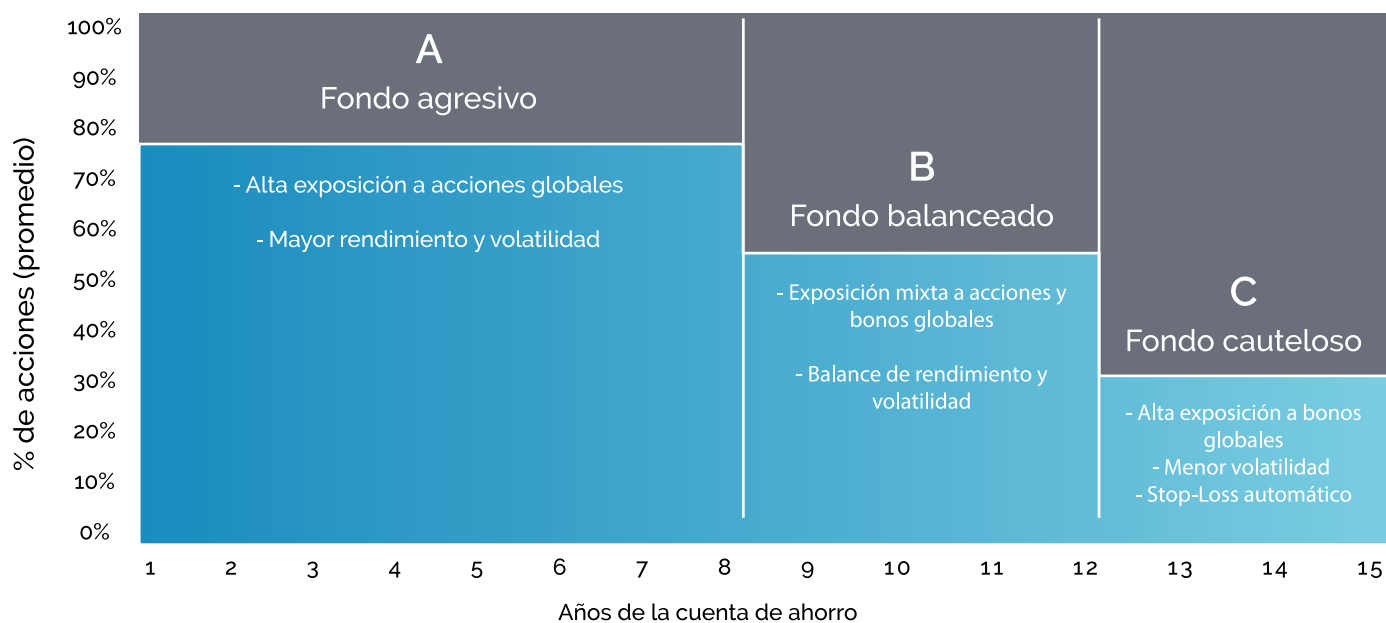 100%
90%
80%
70%
60%
50%
40%
30%
20%
10%
0%
% de acciones (promedio)
A
Fondo agresivo
- Alta exposición a acciones globales
- Mayor rendimiento y volatilidad
B
Fondo balanceado
- Exposición mixta a acciones y
bonos globales
- Balance de rendimiento y
volatilidad
C
Fondo cauteloso
- Alta exposición a bonos
globales
- Menor volatilidad
- Stop-Loss automático
1 2 3 4 5 6 7 8 9 10 11 12 13 14 15
Años de la cuenta de ahorro